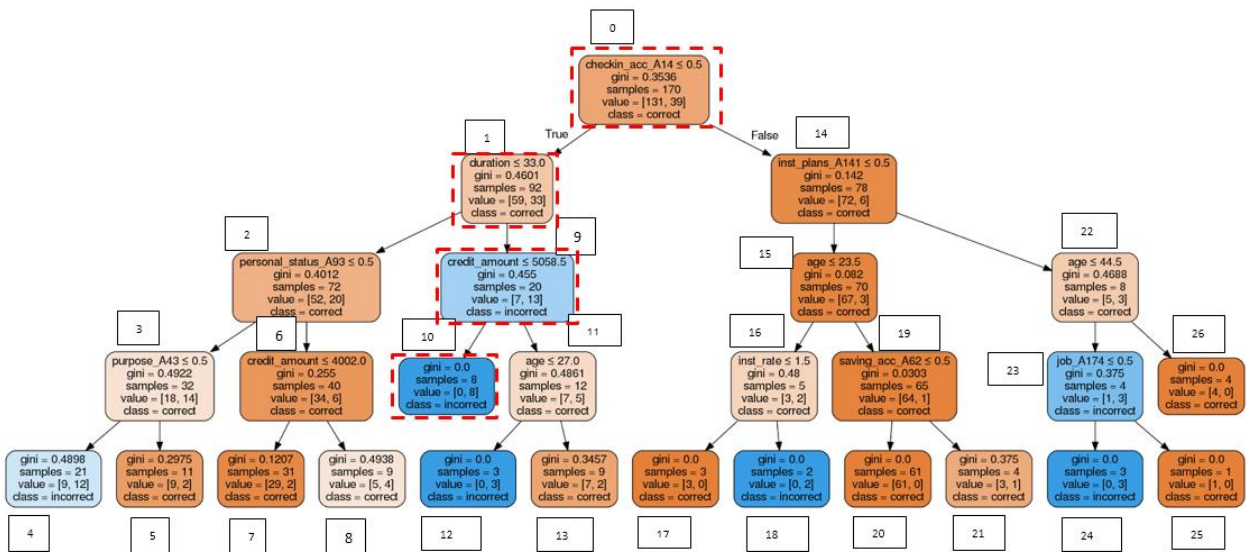 0
checkin_acc_A14 ≤ 0.5
gini = 0.3536
samples = 170
value = [131, 39]
class = correct
True
False
1
duration ≤ 33.0
gini = 0.4601
samples = 92
value = [59, 33]
class = correct
14
inst_plans_A141 ≤ 0.5
gini = 0.142
samples = 78
value = [72, 6]
class = correct
2
personal_status_A93 ≤ 0.5
gini = 0.4012
samples = 72
value = [52, 20]
class = correct
9
credit_amount ≤ 5058.5
gini = 0.455
samples = 20
value = [7, 13]
class = incorrect
15
age ≤ 23.5
gini = 0.082
samples = 70
value = [67, 3]
class = correct
22
age ≤ 44.5
gini = 0.4688
samples = 8
value = [5, 3]
class = correct
3
purpose_A43 ≤ 0.5
gini = 0.4922
samples = 32
value = [18, 14]
class = correct
6
credit_amount ≤ 4002.0
gini = 0.255
samples = 40
value = [34, 6]
class = correct
10
gini = 0.0
samples = 8
value = [0, 8]
class = incorrect
11
age ≤ 27.0
gini = 0.4861
samples = 12
value = [7, 5]
class = correct
16
inst_rate ≤ 1.5
gini = 0.48
samples = 5
value = [3, 2]
class = correct
19
saving_acc_A62 ≤ 0.5
gini = 0.0303
samples = 65
value = [64, 1]
class = correct
23
job_A174 ≤ 0.5
gini = 0.375
samples = 4
value = [1, 3]
class = incorrect
26
gini = 0.0
samples = 4
value = [4, 0]
class = correct
gini = 0.4898
samples = 21
value = [9, 12]
class = incorrect
4
gini = 0.2975
samples = 11
value = [9, 2]
class = correct
5
gini = 0.1207
samples = 31
value = [29, 2]
class = correct
7
gini = 0.4938
samples = 9
value = [5, 4]
class = correct
8
gini = 0.0
samples = 3
value = [0, 3]
class = incorrect
12
gini = 0.3457
samples = 9
value = [7, 2]
class = correct
13
gini = 0.0
samples = 3
value = [3, 0]
class = correct
17
gini = 0.0
samples = 2
value = [0, 2]
class = incorrect
18
gini = 0.0
samples = 61
value = [61, 0]
class = correct
20
gini = 0.375
samples = 4
value = [3, 1]
class = correct
21
gini = 0.0
samples = 3
value = [0, 3]
class = incorrect
24
gini = 0.0
samples = 1
value = [1, 0]
class = correct
25